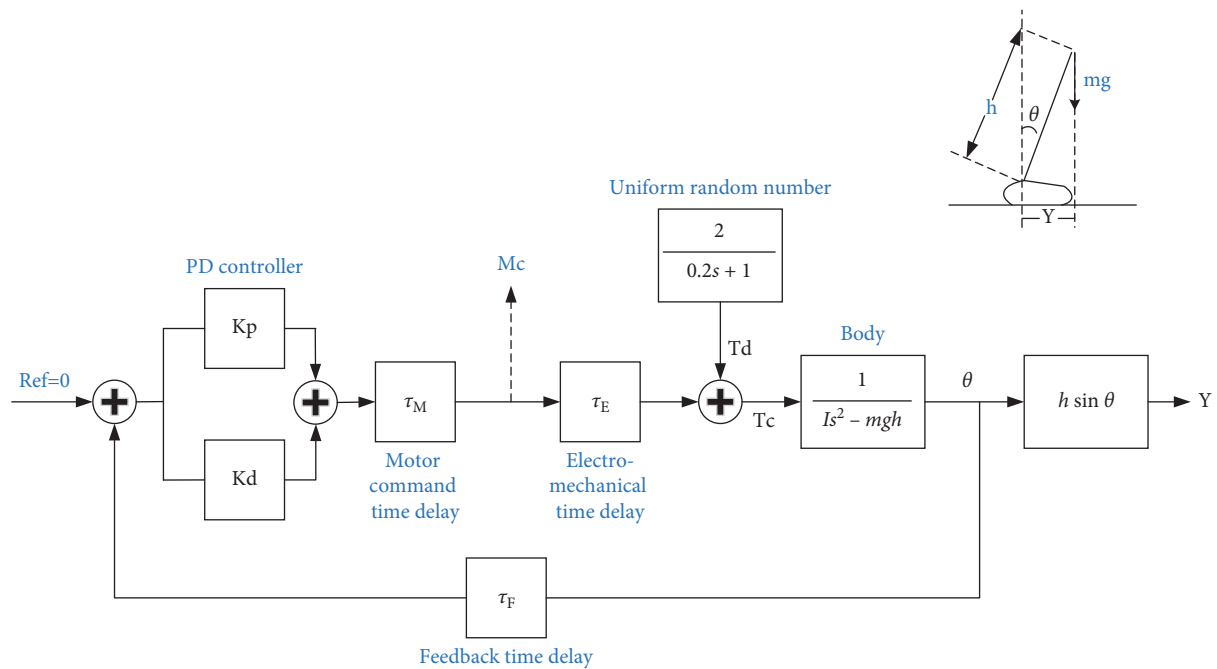 h
θ
mg
Y
Uniform random number
2
0.2s + 1
Mc
PD controller
Kp
Td
Body
Ref=0
τM
τE
Tc
1
Is² – mgh
θ
h sin θ
Y
Kd
Motor
command
time delay
Electro-
mechanical
time delay
τF
Feedback time delay